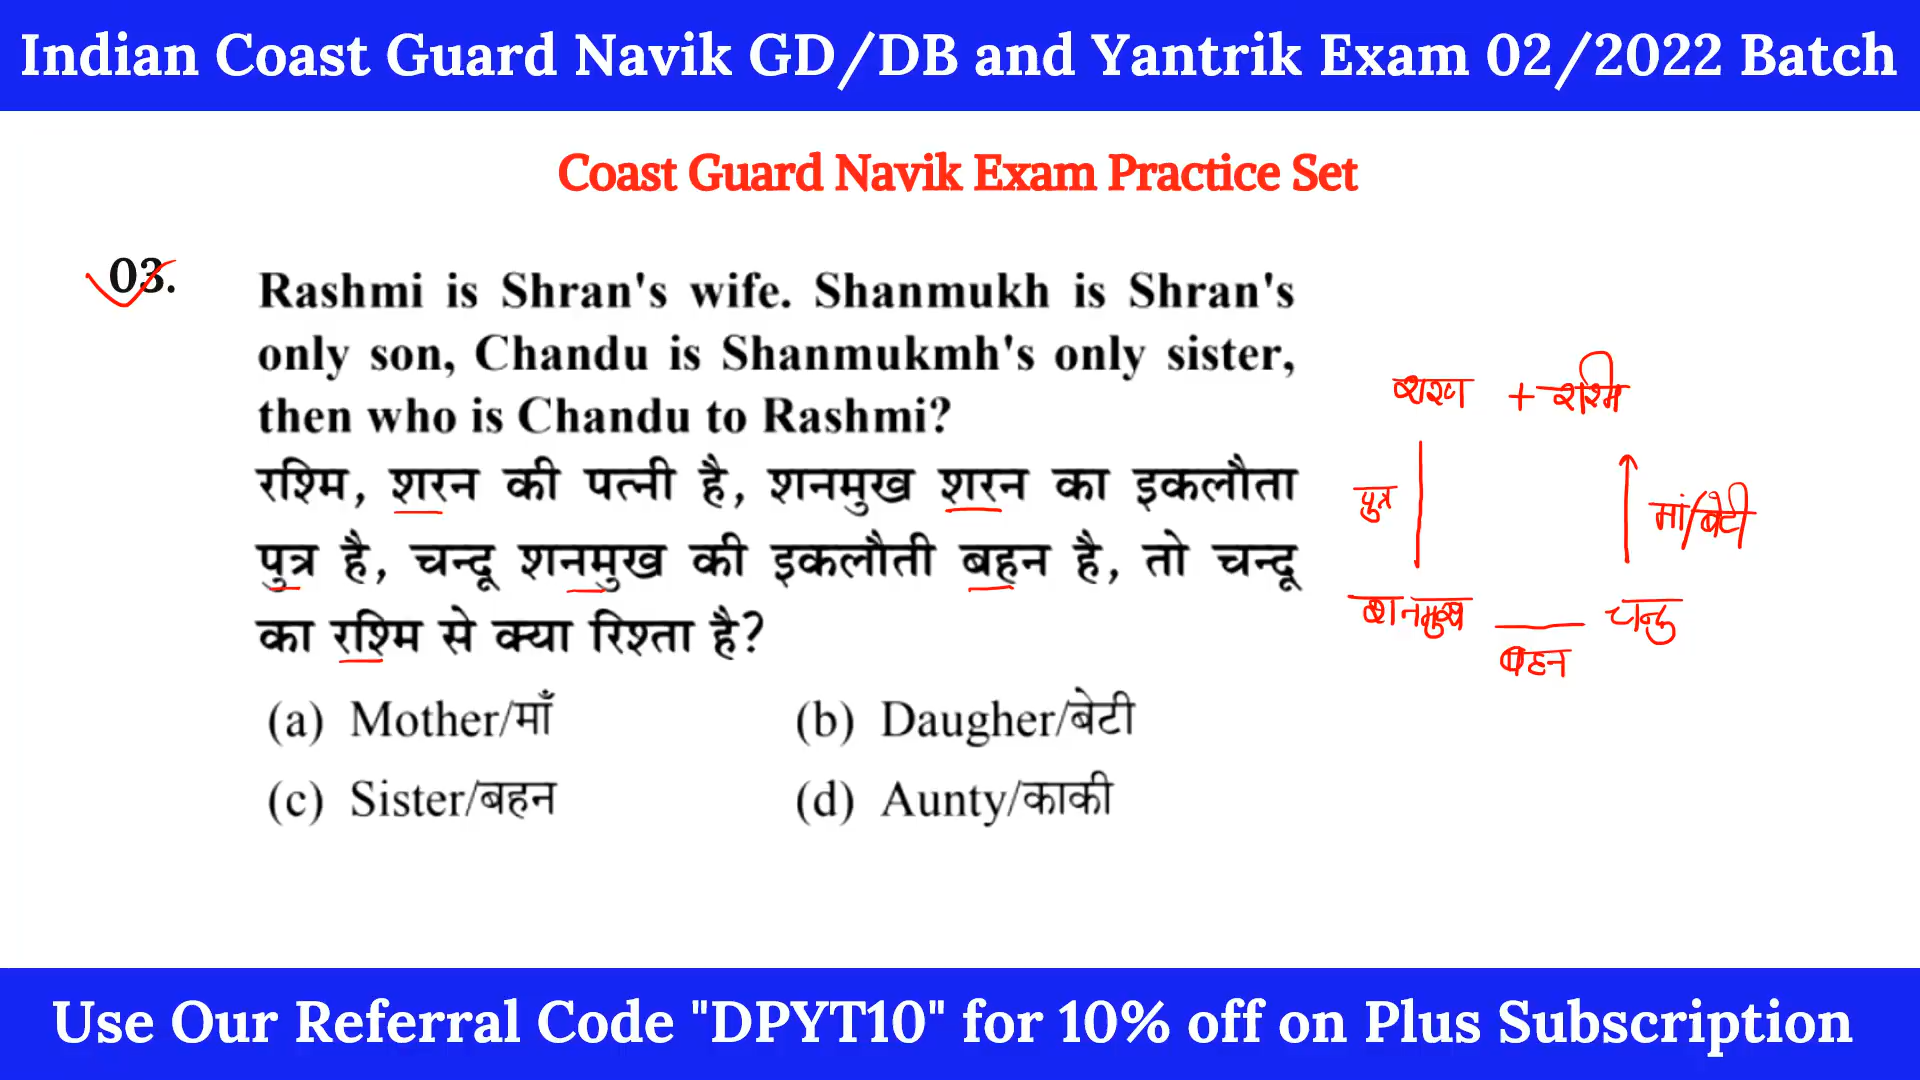 Indian Coast Guard Navik GD/DB and Yantrik Exam 02/2022 Batch
Coast Guard Navik Exam Practice Set
03.
Rashmi is Shran's wife. Shanmukh is Shran's
only son, Chandu is Shanmukmh's only sister,
then who is Chandu to Rashmi?
रश्मि, शरन की पत्नी है, शनमुख शरन का इकलौता
पुत्र है, चन्दू शनमुख की इकलौती बहन है, तो चन्दू
का रश्मि से क्या रिश्ता है?
(a) Mother/माँ (b) Daugher/बेटी
(c) Sister/बहन (d) Aunty/काकी
+ रश्मि
पुत्र
मां/बेटी
शनमुख चन्दु
बहन
Use Our Referral Code "DPYT10" for 10% off on Plus Subscription